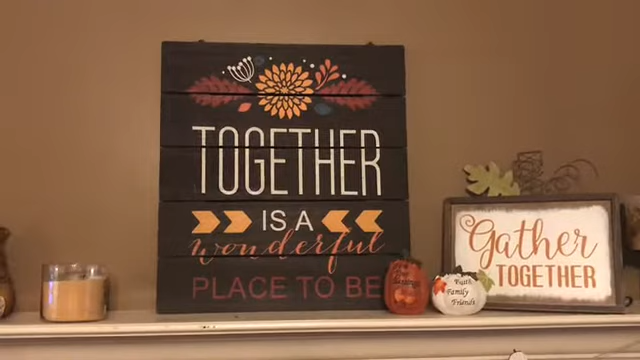 TOGETHER
IS A
wonderful
PLACE TO BE
Faith
Family
Friends
Gather
TOGETHER